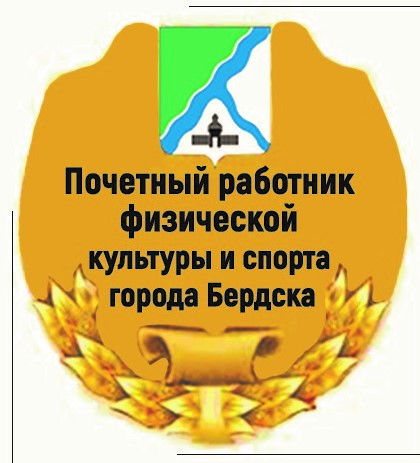 Почетный работник
физической
культуры и спорта
города Бердска